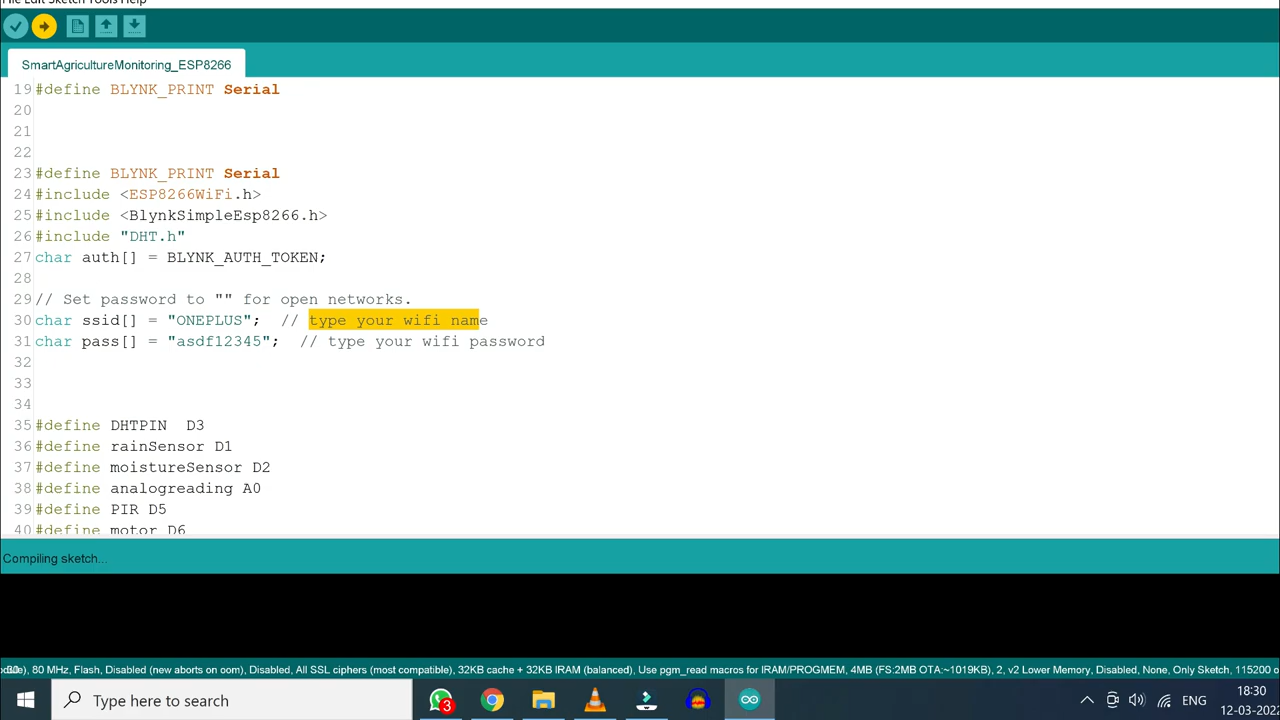 File Edit Sketch Tools Help
SmartAgricultureMonitoring_ESP8266
19 #define BLYNK_PRINT Serial
20
21
22
23 #define BLYNK_PRINT Serial
24 #include <ESP8266WiFi.h>
25 #include <BlynkSimpleEsp8266.h>
26 #include "DHT.h"
27 char auth[] = BLYNK_AUTH_TOKEN;
28
29 // Set password to "" for open networks.
30 char ssid[] = "ONEPLUS";  // type your wifi name
31 char pass[] = "asdf12345";  // type your wifi password
32
33
34
35 #define DHTPIN  D3
36 #define rainSensor D1
37 #define moistureSensor D2
38 #define analogreading A0
39 #define PIR D5
40 #define motor D6
Compiling sketch...
80 MHz, Flash, Disabled (new aborts on oom), Disabled, All SSL ciphers (most compatible), 32KB cache + 32KB IRAM (balanced), Use pgm_read macros for IRAM/PROGMEM, 4MB (FS:2MB OTA:~1019KB), 2, v2 Lower Memory, Disabled, None, Only Sketch, 115200
Type here to search
3
ENG
18:30
12-03-2022